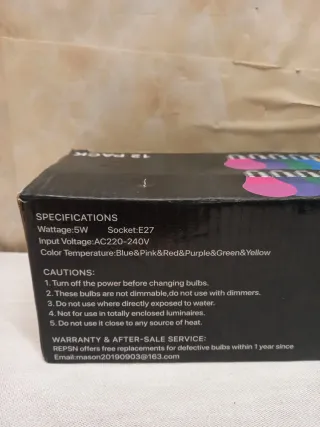 12 PACK
SPECIFICATIONS
Wattage:5W Socket:E27
Input Voltage:AC220-240V
Color Temperature:Blue&Pink&Red&Purple&Green&Yellow
CAUTIONS:
1. Turn off the power before changing bulbs.
2. These bulbs are not dimmable,do not use with dimmers.
3. Do not use where directly exposed to water.
4. Not for use in totally enclosed luminaires.
5. Do not use it close to any source of heat.
WARRANTY & AFTER-SALE SERVICE:
REPSN offers free replacements for defective bulbs within 1 year since
Email:mason20190903@163.com